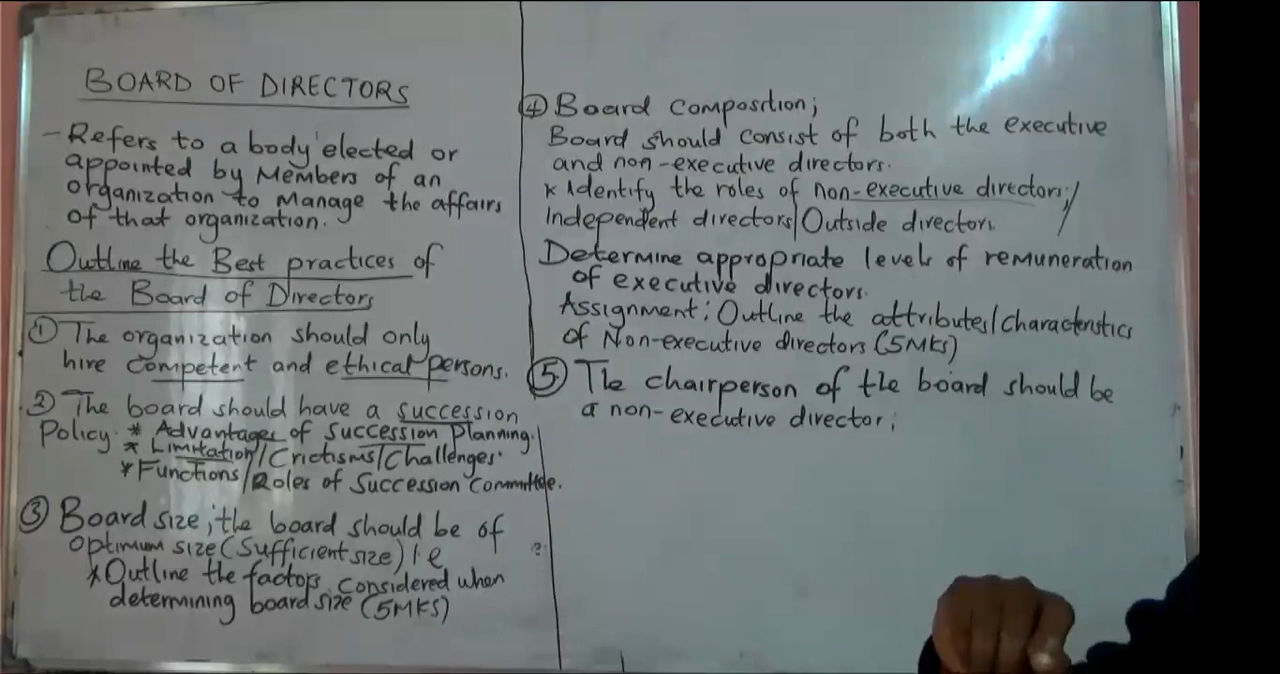 BOARD OF DIRECTORS
- Refers to a body elected or
appointed by Members of an
organization to Manage the affairs
of that organization.
Outline the Best practices of
the Board of Directors
① The organization should only
hire competent and ethical persons.
② The board should have a succession
Policy. * Advantages of Succession Planning.
* Limitation/Crictisms/Challenges.
* Functions/Roles of Succession Committee.
③ Board size; the board should be of
optimum size (Sufficient size) i.e
* Outline the factors considered when
determining board size (5MKS)
④ Board Composition;
Board should consist of both the executive
and non-executive directors.
* Identify the roles of non-executive directors;/
Independent directors/Outside directors.
Determine appropriate levels of remuneration
of executive directors.
Assignment; Outline the attributes/characteristics
of Non-executive directors (5MKS)
⑤ The chairperson of the board should be
a non-executive director;